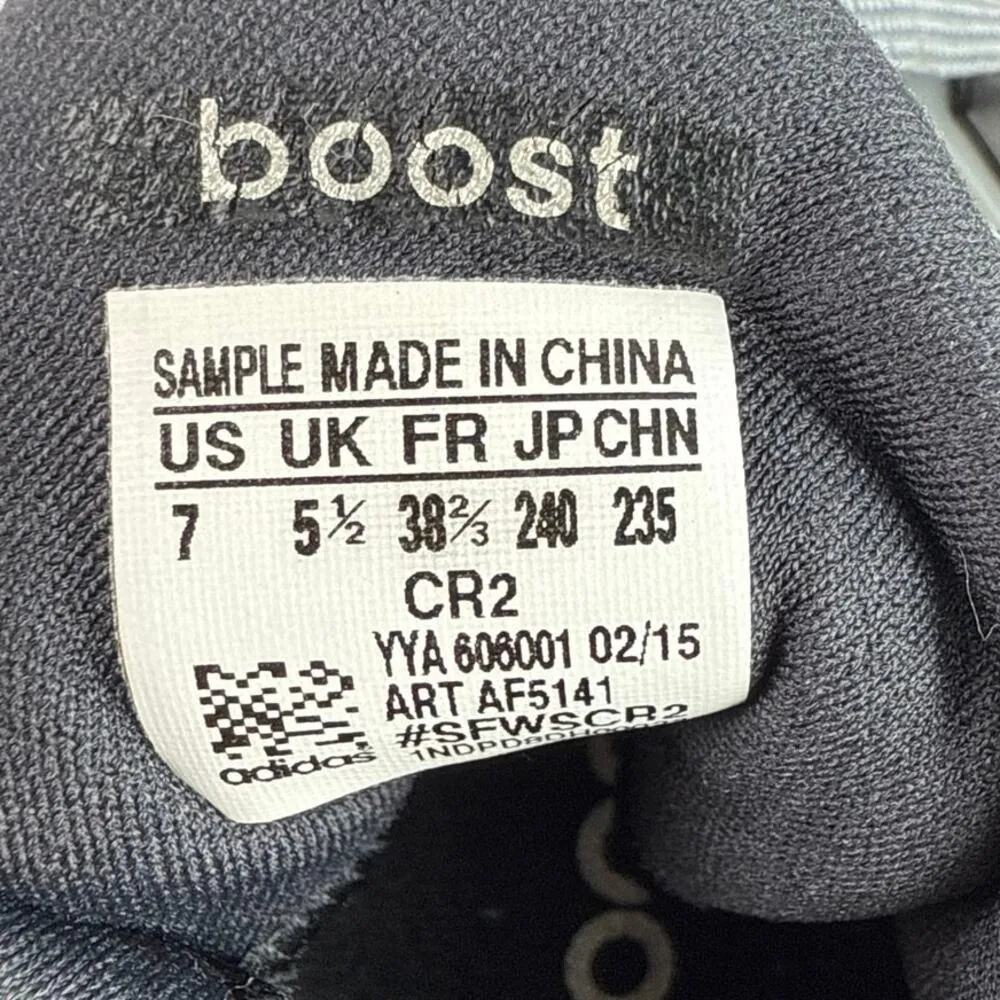 boost
SAMPLE MADE IN CHINA
US UK FR JP CHN
7 5½ 38⅔ 240 235
CR2
YYA 606001 02/15
ART AF5141
#SFWSCR2
adidas